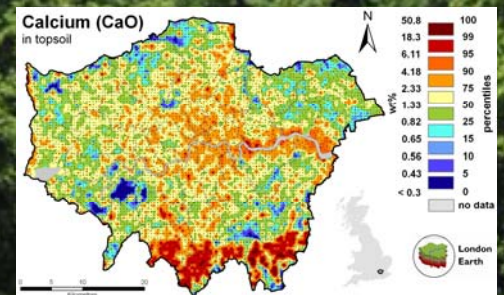 Calcium (CaO)
in topsoil
N
50.8
18.3
6.11
4.18
2.33
1.33
0.82
0.65
0.56
0.43
< 0.3
wt%
100
99
95
90
75
50
25
15
10
5
0
percentiles
no data
London
Earth
0
5
10
20
Kilometres